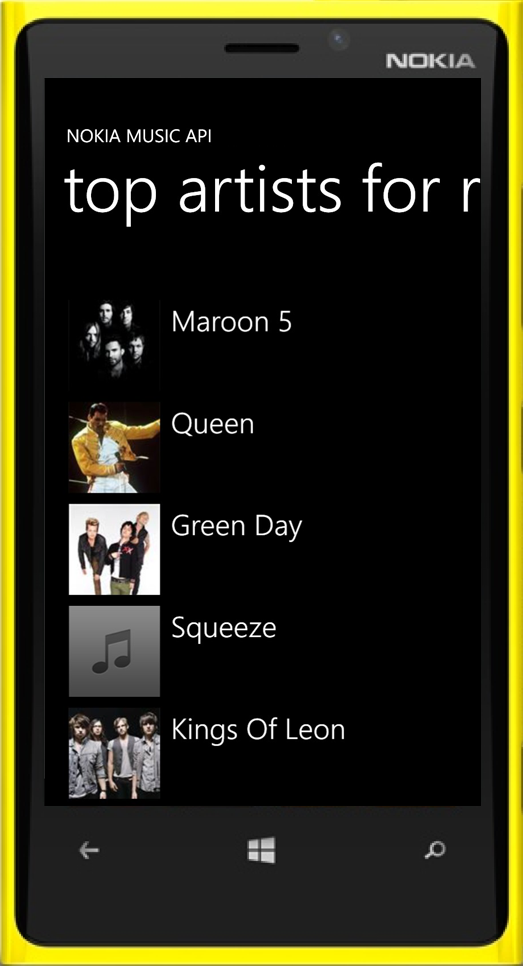 NOKIA
NOKIA MUSIC API
top artists for r
Maroon 5
Queen
Green Day
Squeeze
Kings Of Leon